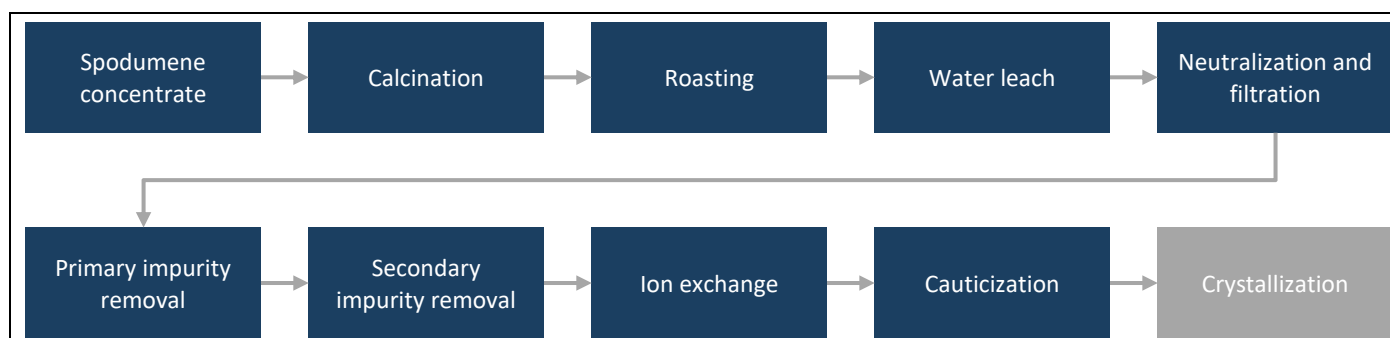 Spodumene
concentrate
Calcination
Roasting
Water leach
Neutralization and
filtration
Primary impurity
removal
Secondary
impurity removal
Ion exchange
Cauticization
Crystallization